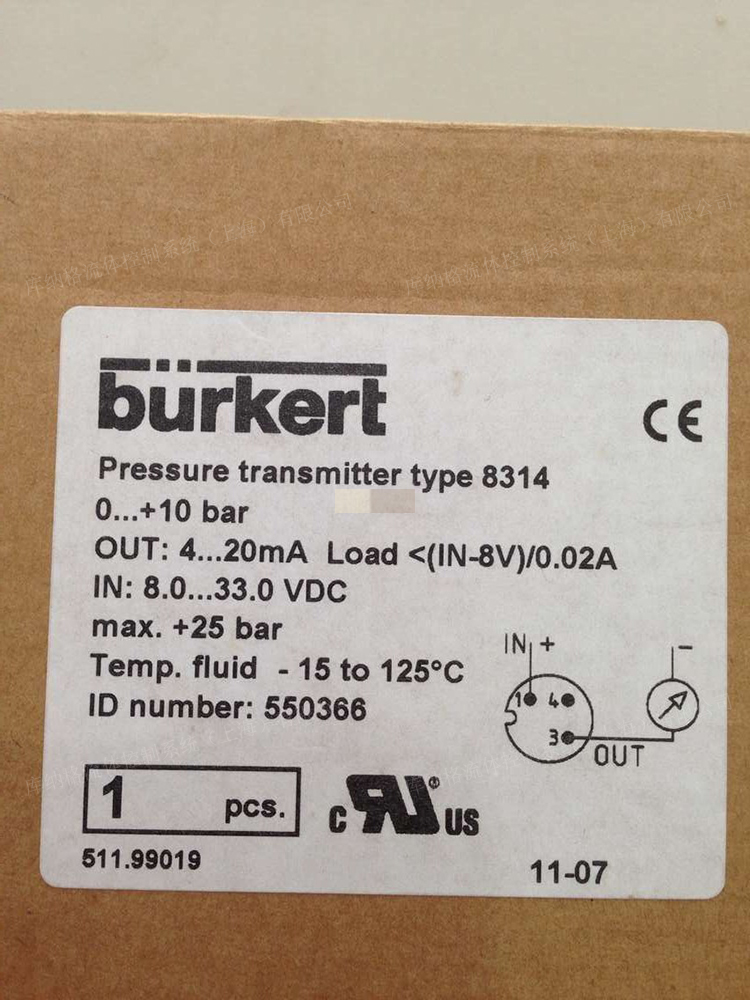 bürkert
CE
Pressure transmitter type 8314
0...+10 bar
OUT: 4...20mA Load <(IN-8V)/0.02A
IN: 8.0...33.0 VDC
max. +25 bar
Temp. fluid - 15 to 125°C
ID number: 550366
IN + -
1 4
3
OUT
1 pcs.
c RU ® US
511.99019
11-07